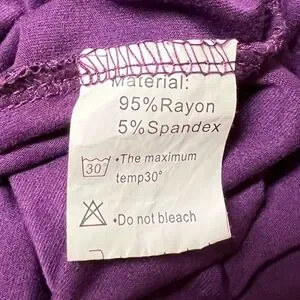 Material:
95%Rayon
5%Spandex
30°
•The maximum
temp30°
•Do not bleach